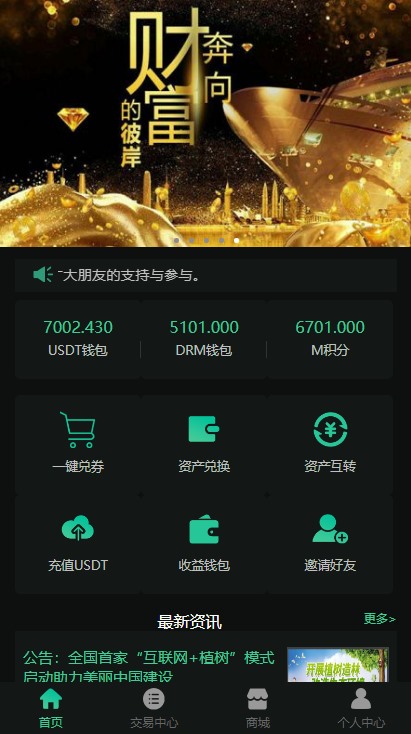 财富
奔向
的彼岸
大朋友的支持与参与。
7002.430
5101.000
6701.000
USDT钱包
DRM钱包
M积分
一键兑券
资产兑换
资产互转
充值USDT
收益钱包
邀请好友
最新资讯
更多>
公告：全国首家“互联网+植树”模式
启动助力美丽中国建设
开展植树造林
首页
交易中心
商城
个人中心